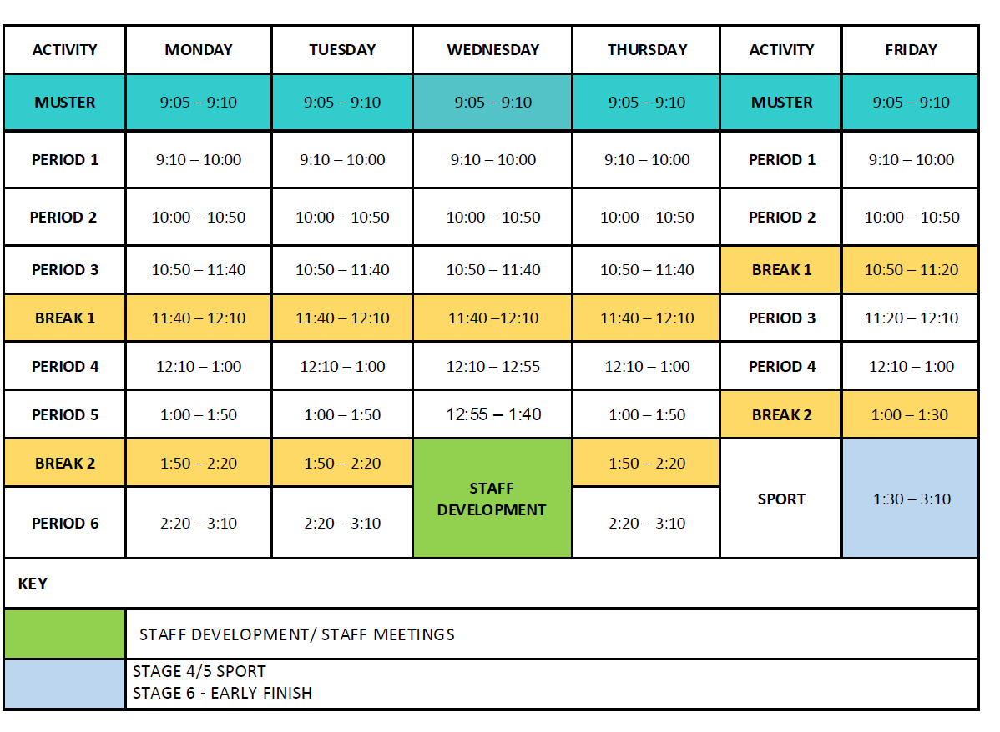 ACTIVITY MONDAY TUESDAY WEDNESDAY THURSDAY ACTIVITY FRIDAY
MUSTER 9:05 – 9:10 9:05 – 9:10 9:05 – 9:10 9:05 – 9:10 MUSTER 9:05 – 9:10
PERIOD 1 9:10 – 10:00 9:10 – 10:00 9:10 – 10:00 9:10 – 10:00 PERIOD 1 9:10 – 10:00
PERIOD 2 10:00 – 10:50 10:00 – 10:50 10:00 – 10:50 10:00 – 10:50 PERIOD 2 10:00 – 10:50
PERIOD 3 10:50 – 11:40 10:50 – 11:40 10:50 – 11:40 10:50 – 11:40 BREAK 1 10:50 – 11:20
BREAK 1 11:40 – 12:10 11:40 – 12:10 11:40 –12:10 11:40 – 12:10 PERIOD 3 11:20 – 12:10
PERIOD 4 12:10 – 1:00 12:10 – 1:00 12:10 – 12:55 12:10 – 1:00 PERIOD 4 12:10 – 1:00
PERIOD 5 1:00 – 1:50 1:00 – 1:50 12:55 – 1:40 1:00 – 1:50 BREAK 2 1:00 – 1:30
BREAK 2 1:50 – 2:20 1:50 – 2:20 1:50 – 2:20
STAFF
DEVELOPMENT
SPORT 1:30 – 3:10
PERIOD 6 2:20 – 3:10 2:20 – 3:10 2:20 – 3:10
KEY
STAFF DEVELOPMENT/ STAFF MEETINGS
STAGE 4/5 SPORT
STAGE 6 - EARLY FINISH